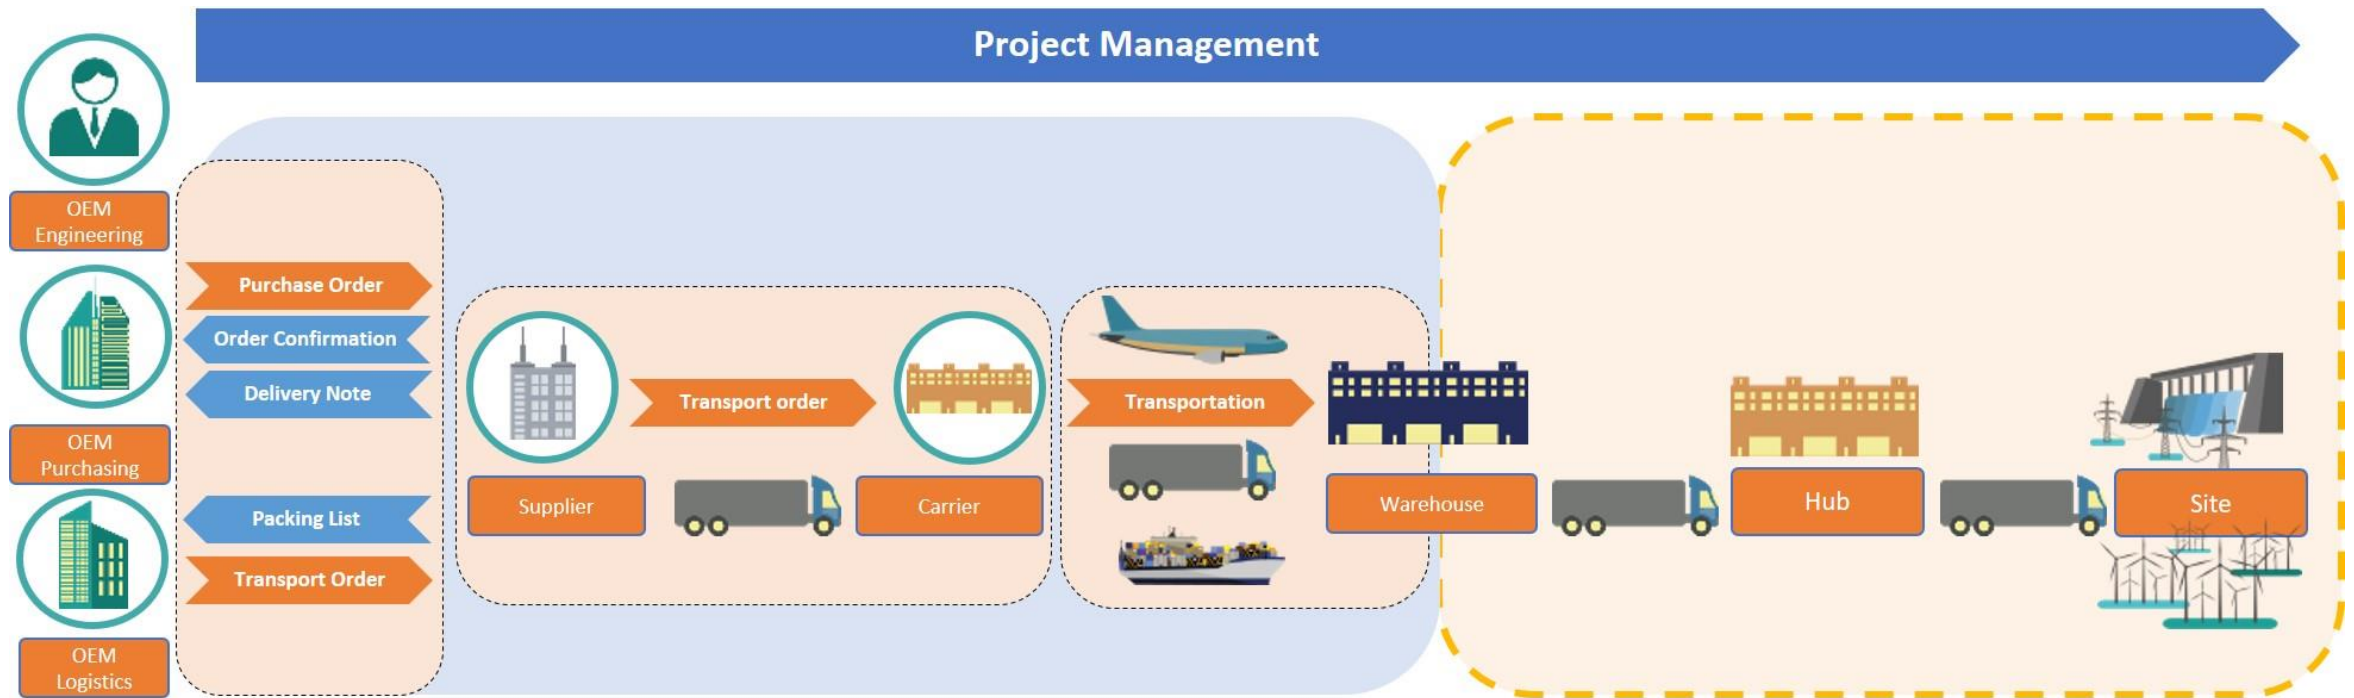 Project Management
OEM
Engineering
OEM
Purchasing
OEM
Logistics
Purchase Order
Order Confirmation
Delivery Note
Packing List
Transport Order
Supplier
Transport order
Carrier
Transportation
Warehouse
Hub
Site